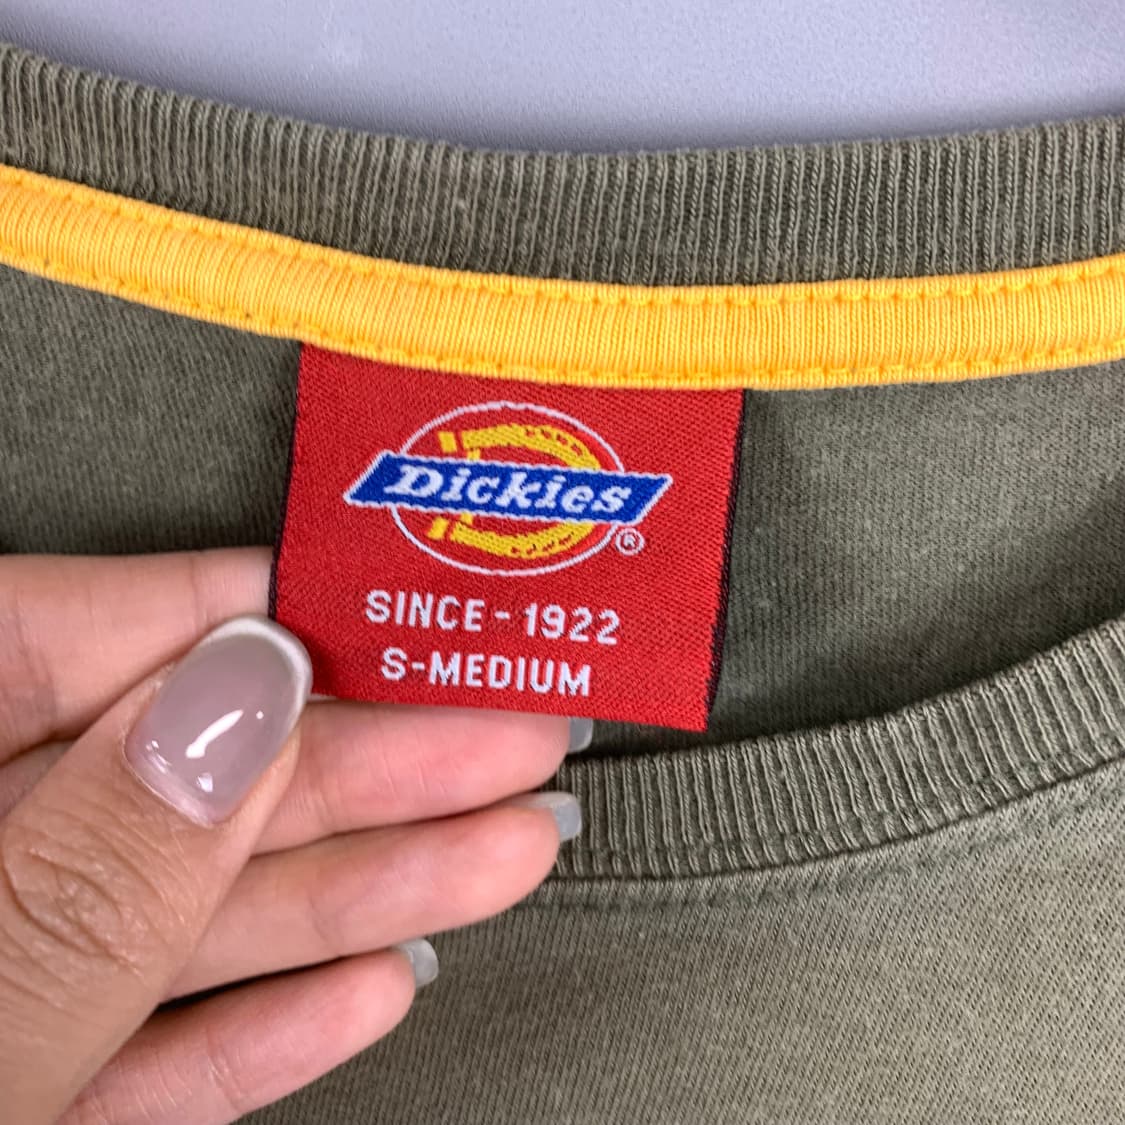 Dickies
®
SINCE - 1922
S-MEDIUM